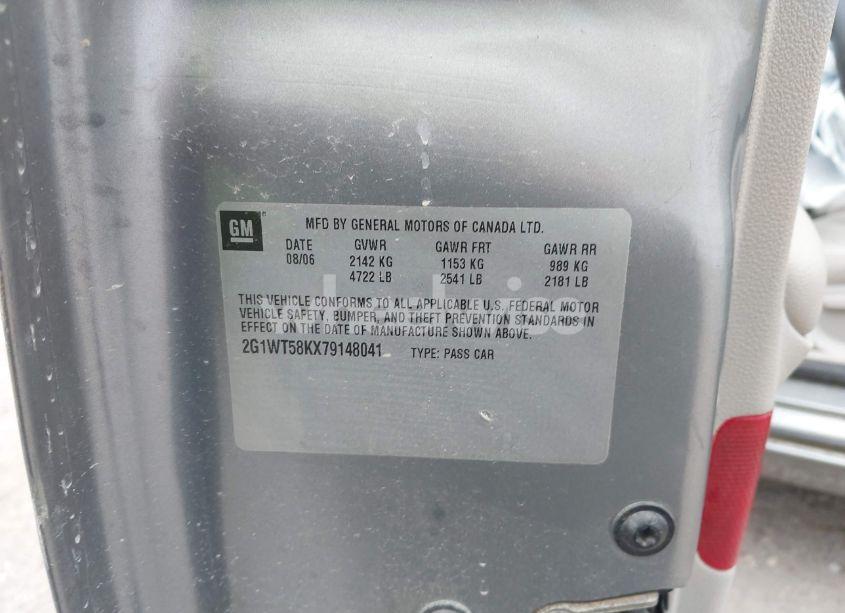 GM
MFD BY GENERAL MOTORS OF CANADA LTD.
DATE GVWR GAWR FRT GAWR RR
08/06 2142 KG 1153 KG 989 KG
4722 LB 2541 LB 2181 LB
THIS VEHICLE CONFORMS TO ALL APPLICABLE U.S. FEDERAL MOTOR
VEHICLE SAFETY, BUMPER, AND THEFT PREVENTION STANDARDS IN
EFFECT ON THE DATE OF MANUFACTURE SHOWN ABOVE.
2G1WT58KX79148041 TYPE: PASS CAR